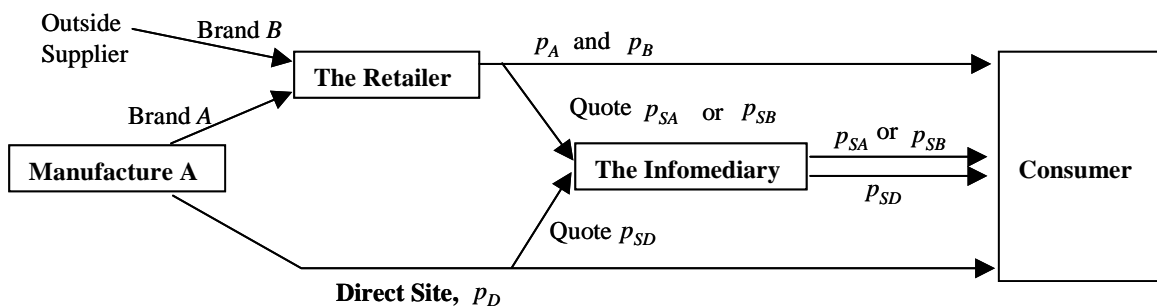 Outside
Supplier
Brand B
The Retailer
p_A and p_B
Brand A
Quote p_SA or p_SB
Manufacture A
The Infomediary
p_SA or p_SB
p_SD
Consumer
Quote p_SD
Direct Site, p_D